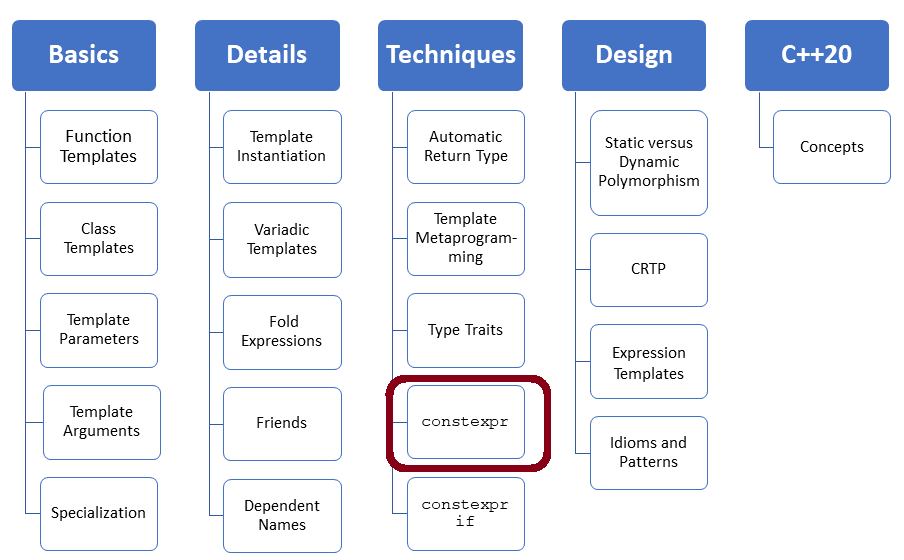 Basics
Function
Templates
Class
Templates
Template
Parameters
Template
Arguments
Specialization
Details
Template
Instantiation
Variadic
Templates
Fold
Expressions
Friends
Dependent
Names
Techniques
Automatic
Return Type
Template
Metaprogram-
ming
Type Traits
constexpr
constexpr
if
Design
Static versus
Dynamic
Polymorphism
CRTP
Expression
Templates
Idioms and
Patterns
C++20
Concepts